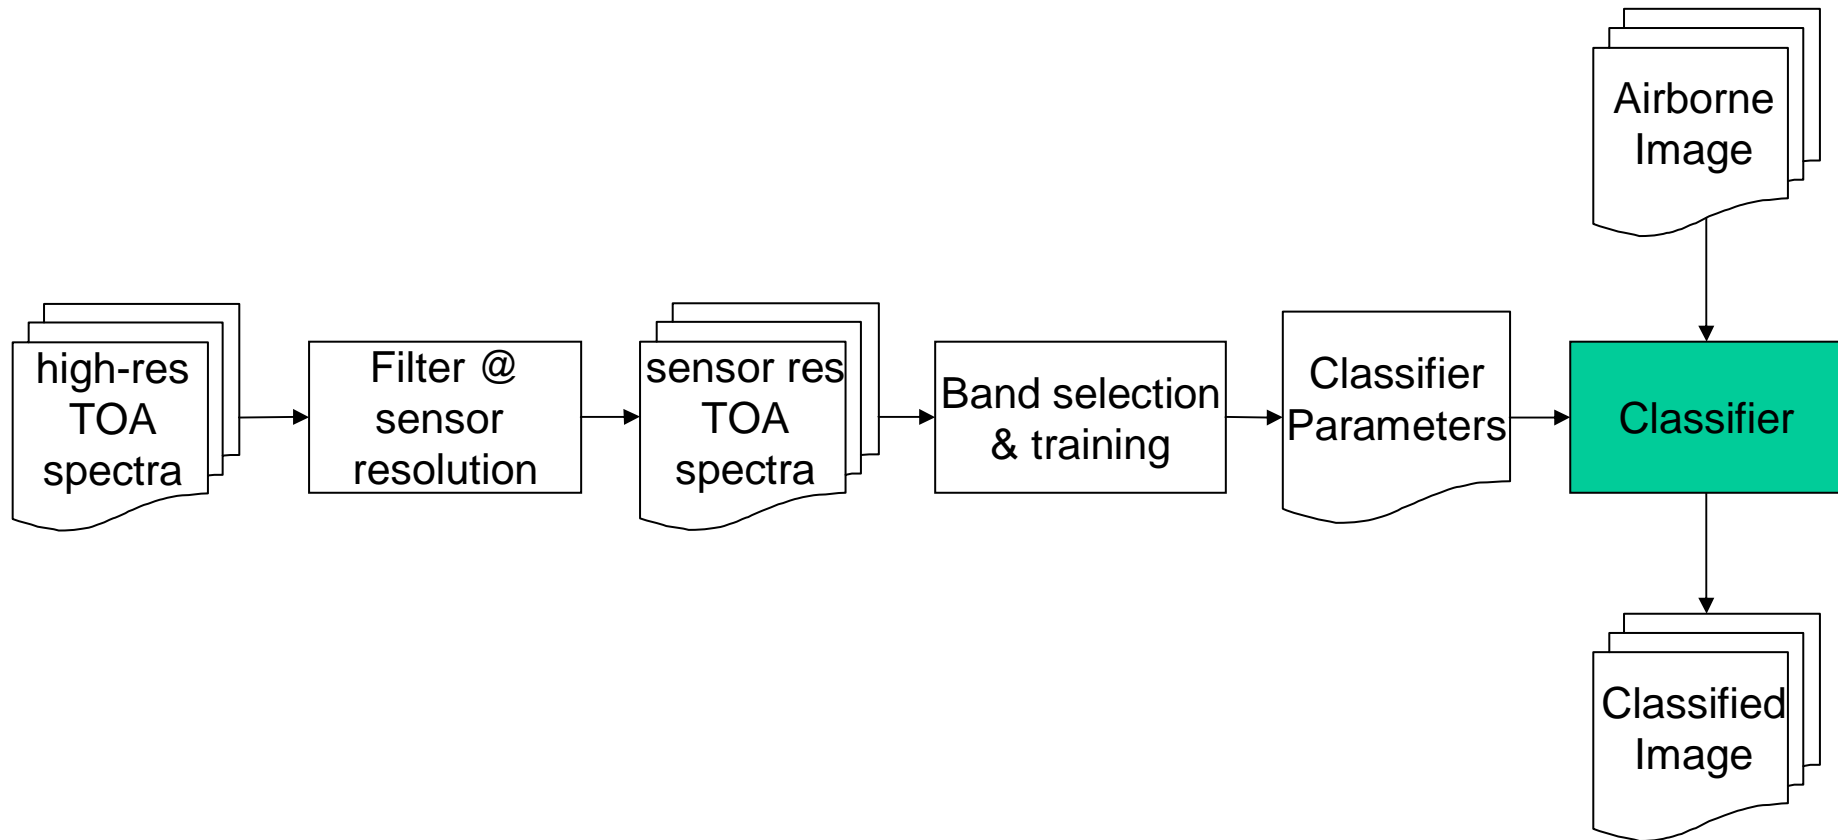 Airborne
Image
high-res
TOA
spectra
Filter @
sensor
resolution
sensor res
TOA
spectra
Band selection
& training
Classifier
Parameters
Classifier
Classified
Image